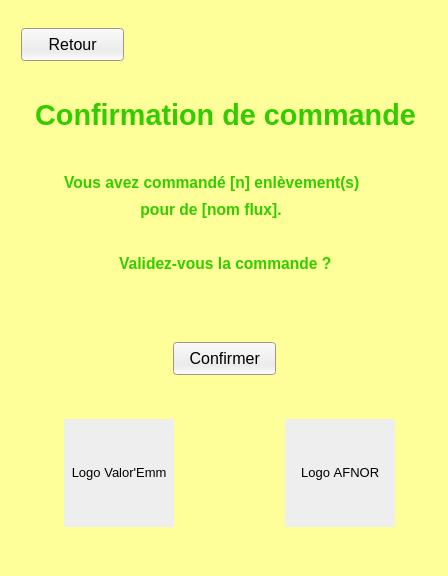 Retour
Confirmation de commande
Vous avez commandé [n] enlèvement(s)
pour de [nom flux].
Validez-vous la commande ?
Confirmer
Logo Valor'Emm
Logo AFNOR